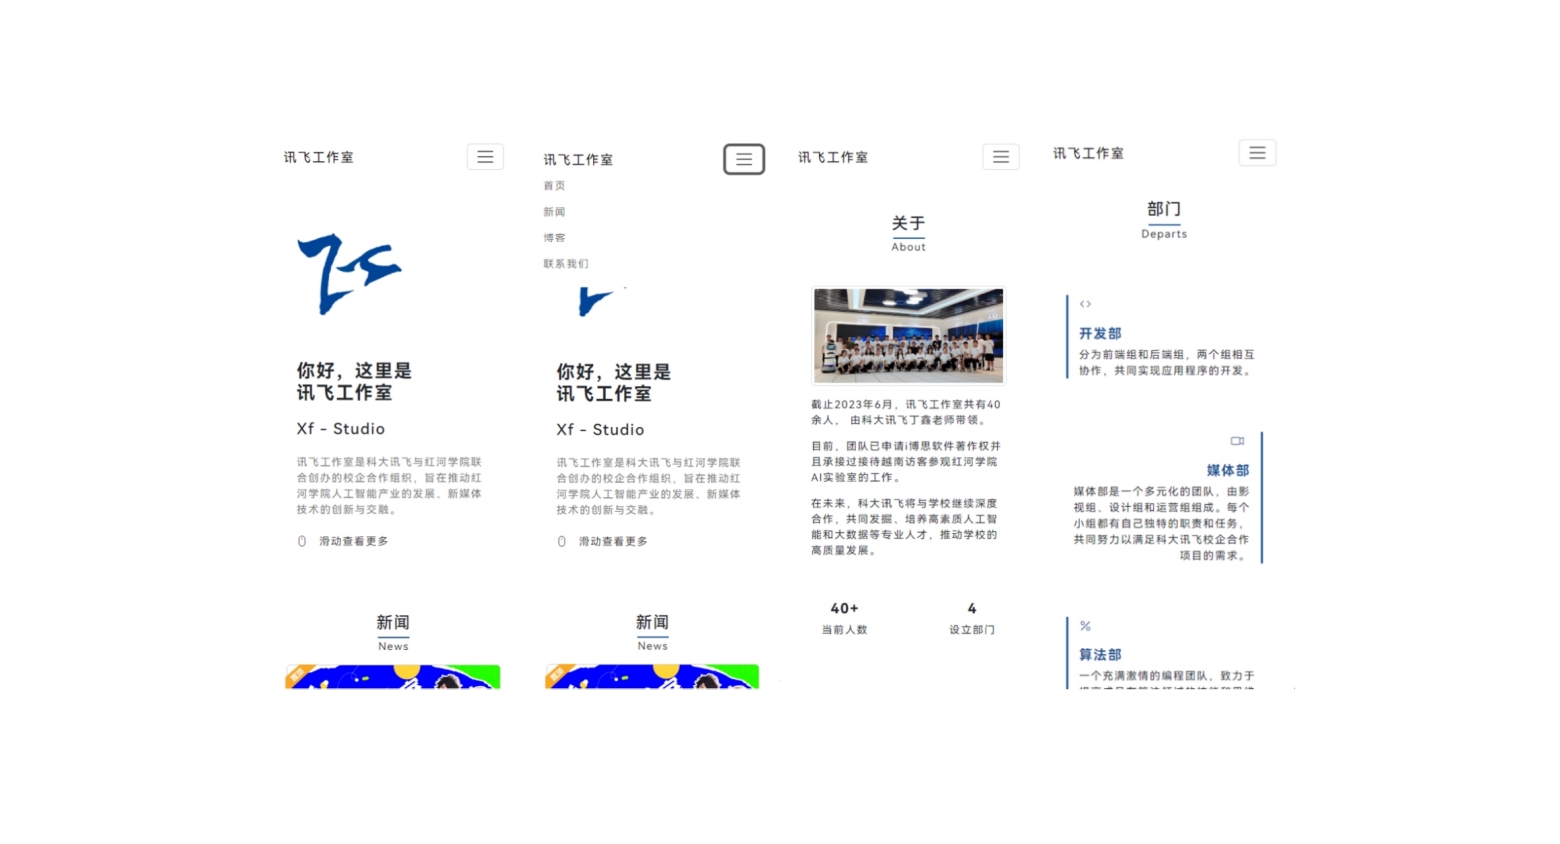 讯飞工作室
你好，这里是
讯飞工作室
Xf - Studio
讯飞工作室是科大讯飞与红河学院联
合创办的校企合作组织，旨在推动红
河学院人工智能产业的发展、新媒体
技术的创新与交融。
滑动查看更多
新闻
News
讯飞工作室
首页
新闻
博客
联系我们
你好，这里是
讯飞工作室
Xf - Studio
讯飞工作室是科大讯飞与红河学院联
合创办的校企合作组织，旨在推动红
河学院人工智能产业的发展、新媒体
技术的创新与交融。
滑动查看更多
新闻
News
讯飞工作室
关于
About
截止2023年6月，讯飞工作室共有40
余人， 由科大讯飞丁鑫老师带领。
目前，团队已申请i博思软件著作权并
且承接过接待越南访客参观红河学院
AI实验室的工作。
在未来，科大讯飞将与学校继续深度
合作，共同发掘、培养高素质人工智
能和大数据等专业人才，推动学校的
高质量发展。
40+
当前人数
4
设立部门
讯飞工作室
部门
Departs
开发部
分为前端组和后端组，两个组相互
协作，共同实现应用程序的开发。
媒体部
媒体部是一个多元化的团队，由影
视组、设计组和运营组组成。每个
小组都有自己独特的职责和任务，
共同努力以满足科大讯飞校企合作
项目的需求。
算法部
一个充满激情的编程团队，致力于